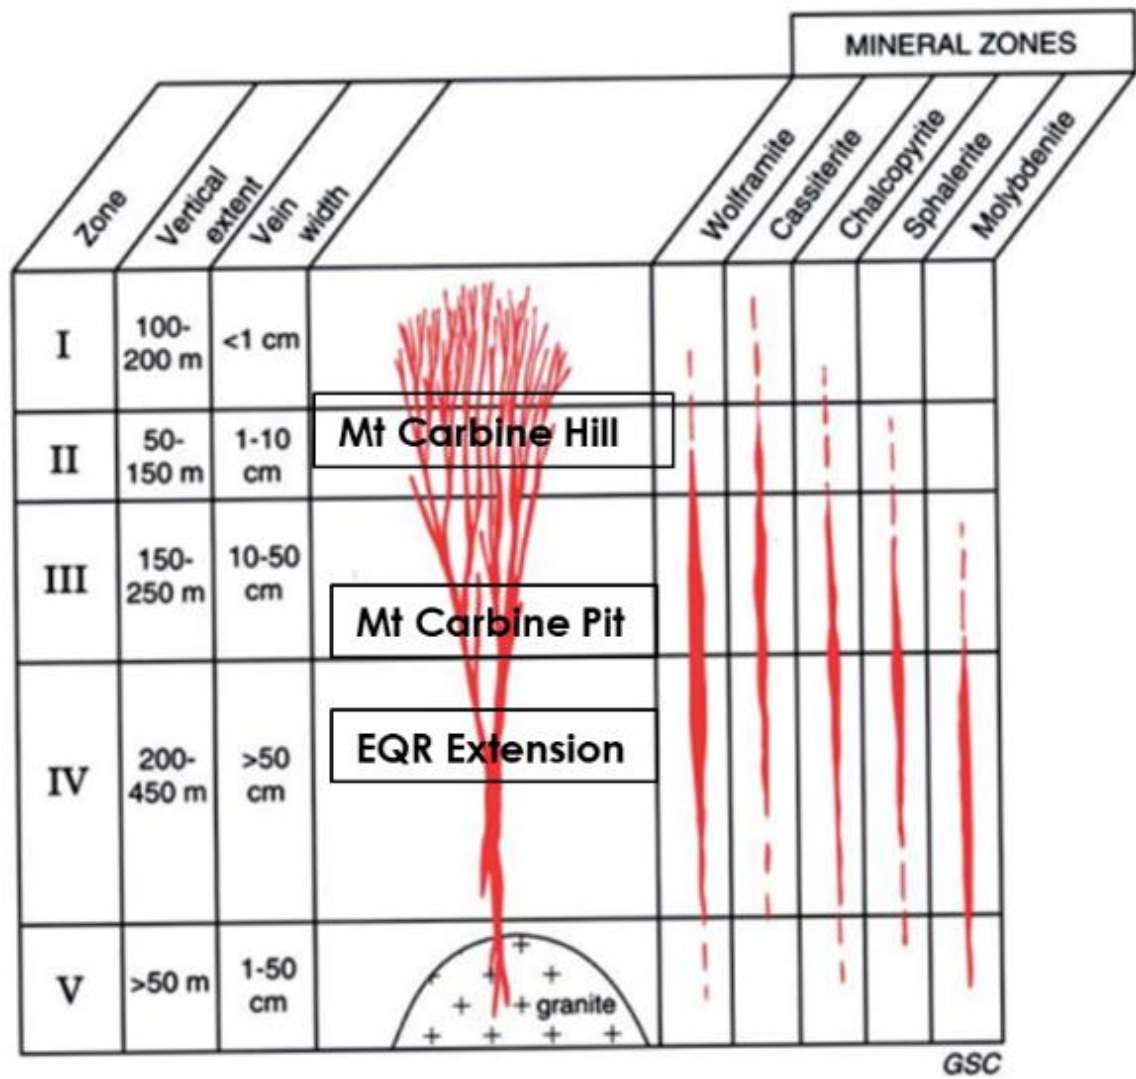 MINERAL ZONES
Zone
Vertical
extent
Vein
width
Wolframite
Cassiterite
Chalcopyrite
Sphalerite
Molybdenite
I
100-
200 m
<1 cm
II
50-
150 m
1-10
cm
Mt Carbine Hill
III
150-
250 m
10-50
cm
Mt Carbine Pit
IV
200-
450 m
>50
cm
EQR Extension
V
>50 m
1-50
cm
granite
GSC